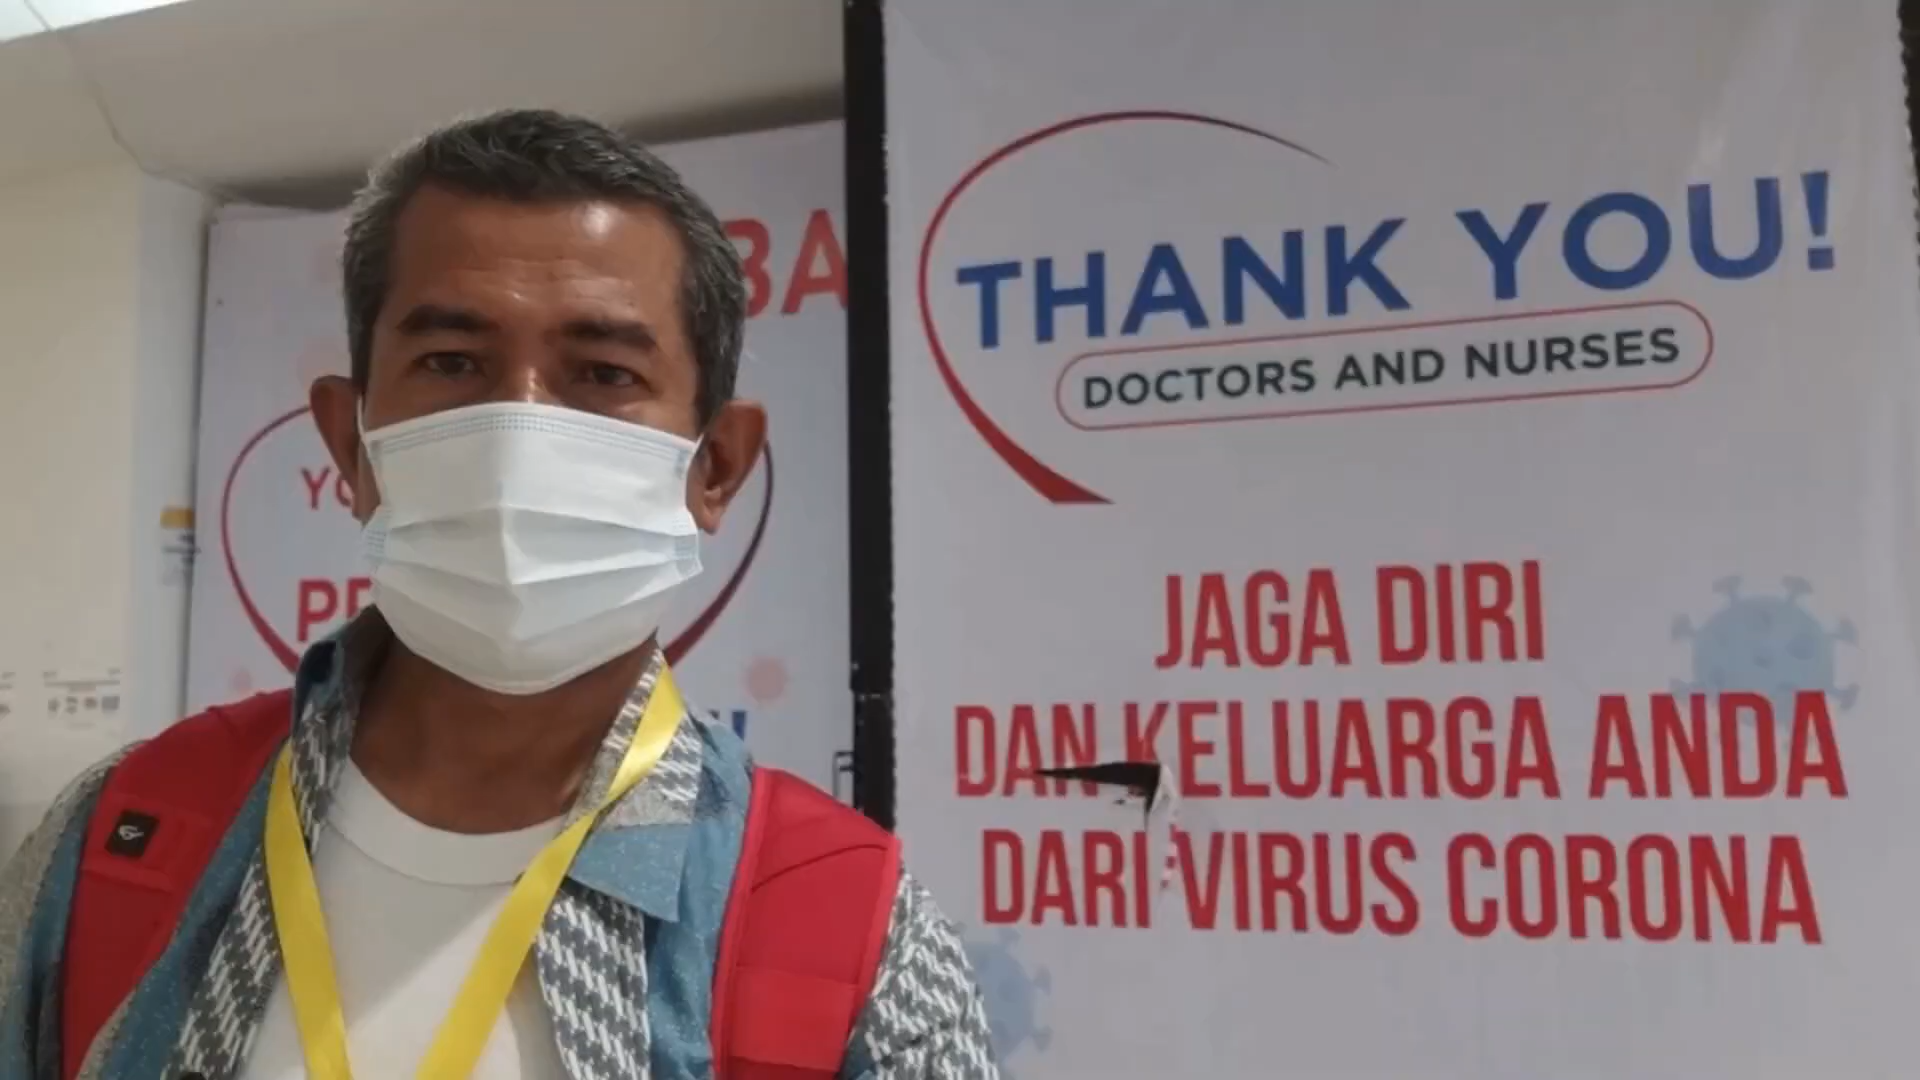 THANK YOU!
DOCTORS AND NURSES
JAGA DIRI
DAN KELUARGA ANDA
DARI VIRUS CORONA